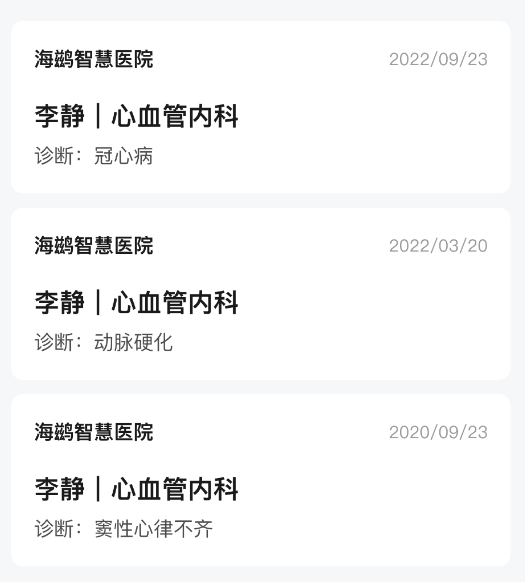 海鹚智慧医院 2022/09/23
李静｜心血管内科
诊断：冠心病
海鹚智慧医院 2022/03/20
李静｜心血管内科
诊断：动脉硬化
海鹚智慧医院 2020/09/23
李静｜心血管内科
诊断：窦性心律不齐